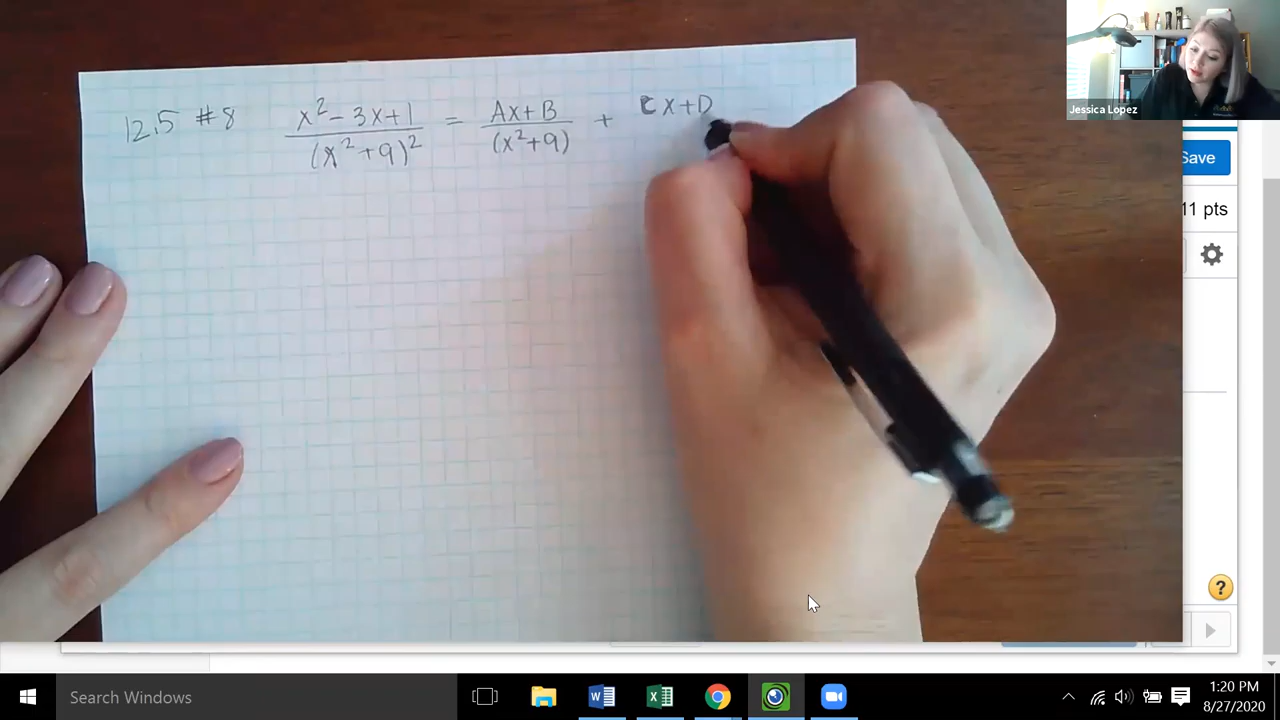 12.5 #8 x² - 3x + 1 / (x² + 9)² = Ax + B / (x² + 9) + Cx + D
Jessica Lopez
Save
11 pts
?
Search Windows
1:20 PM
8/27/2020